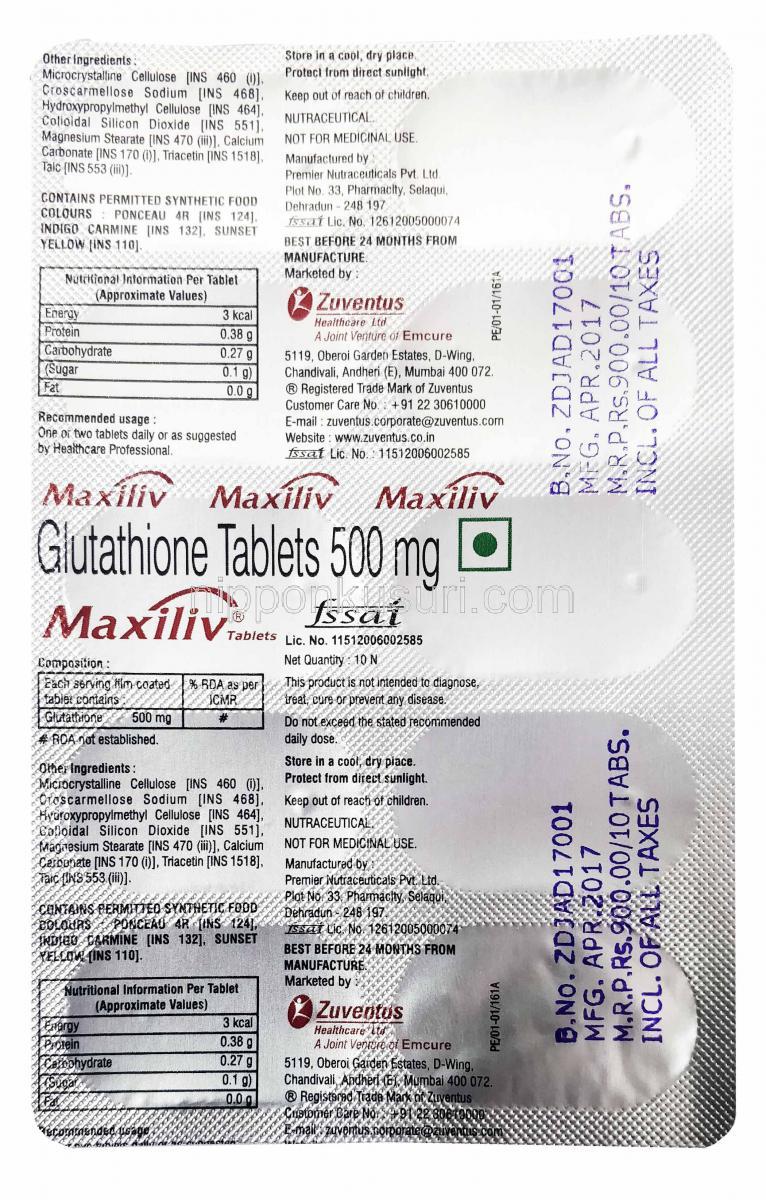 Other Ingredients :
Microcrystalline Cellulose [INS 460 (i)],
Croscarmellose Sodium [INS 468],
Hydroxypropylmethyl Cellulose [INS 464],
Colloidal Silicon Dioxide [INS 551],
Magnesium Stearate [INS 470 (iii)], Calcium
Carbonate [INS 170 (i)], Triacetin [INS 1518],
Talc [INS 553 (iii)].
CONTAINS PERMITTED SYNTHETIC FOOD
COLOURS : PONCEAU 4R [INS 124],
INDIGO CARMINE [INS 132], SUNSET
YELLOW [INS 110].
Nutritional Information Per Tablet
(Approximate Values)
Energy 3 kcal
Protein 0.38 g
Carbohydrate 0.27 g
(Sugar 0.1 g)
Fat 0.0 g
Recommended usage :
One or two tablets daily or as suggested
by Healthcare Professional.
Store in a cool, dry place.
Protect from direct sunlight.
Keep out of reach of children.
NUTRACEUTICAL.
NOT FOR MEDICINAL USE.
Manufactured by :
Premier Nutraceuticals Pvt. Ltd.
Plot No. 33, Pharmacity, Selaqui,
Dehradun - 248 197.
fssai Lic. No. 12612005000074
BEST BEFORE 24 MONTHS FROM
MANUFACTURE.
Marketed by :
Zuventus
Healthcare Ltd.
A Joint Venture of Emcure
5119, Oberoi Garden Estates, D-Wing,
Chandivali, Andheri (E), Mumbai 400 072.
® Registered Trade Mark of Zuventus
Customer Care No. : +91 22 30610000
E-mail : zuventus.corporate@zuventus.com
Website : www.zuventus.co.in
fssai Lic. No. : 11512006002585
PE/01-01/161A
B.No. ZDJAD17001
MFG. APR.2017
M.R.P.Rs.900.00/10 TABS.
INCL. OF ALL TAXES
Maxiliv Maxiliv Maxiliv
Glutathione Tablets 500 mg
nipponkusuri.com
Maxiliv® Tablets
fssai
Lic. No. 11512006002585
Net Quantity : 10 N
Composition :
Each serving film coated tablet contains : % RDA as per ICMR
Glutathione 500 mg #
# RDA not established.
This product is not intended to diagnose,
treat, cure or prevent any disease.
Do not exceed the stated recommended
daily dose.
Other Ingredients :
Microcrystalline Cellulose [INS 460 (i)],
Croscarmellose Sodium [INS 468],
Hydroxypropylmethyl Cellulose [INS 464],
Colloidal Silicon Dioxide [INS 551],
Magnesium Stearate [INS 470 (iii)], Calcium
Carbonate [INS 170 (i)], Triacetin [INS 1518],
Talc [INS 553 (iii)].
CONTAINS PERMITTED SYNTHETIC FOOD
COLOURS : PONCEAU 4R [INS 124],
INDIGO CARMINE [INS 132], SUNSET
YELLOW [INS 110].
Nutritional Information Per Tablet
(Approximate Values)
Energy 3 kcal
Protein 0.38 g
Carbohydrate 0.27 g
(Sugar 0.1 g)
Fat 0.0 g
Recommended usage :
Store in a cool, dry place.
Protect from direct sunlight.
Keep out of reach of children.
NUTRACEUTICAL.
NOT FOR MEDICINAL USE.
Manufactured by :
Premier Nutraceuticals Pvt. Ltd.
Plot No. 33, Pharmacity, Selaqui,
Dehradun - 248 197.
fssai Lic. No. 12612005000074
BEST BEFORE 24 MONTHS FROM
MANUFACTURE.
Marketed by :
Zuventus
Healthcare Ltd.
A Joint Venture of Emcure
5119, Oberoi Garden Estates, D-Wing,
Chandivali, Andheri (E), Mumbai 400 072.
® Registered Trade Mark of Zuventus
Customer Care No. : +91 22 30610000
E-mail : zuventus.corporate@zuventus.com
PE/01-01/161A
B.No. ZDJAD17001
MFG. APR.2017
M.R.P.Rs.900.00/10 TABS.
INCL. OF ALL TAXES